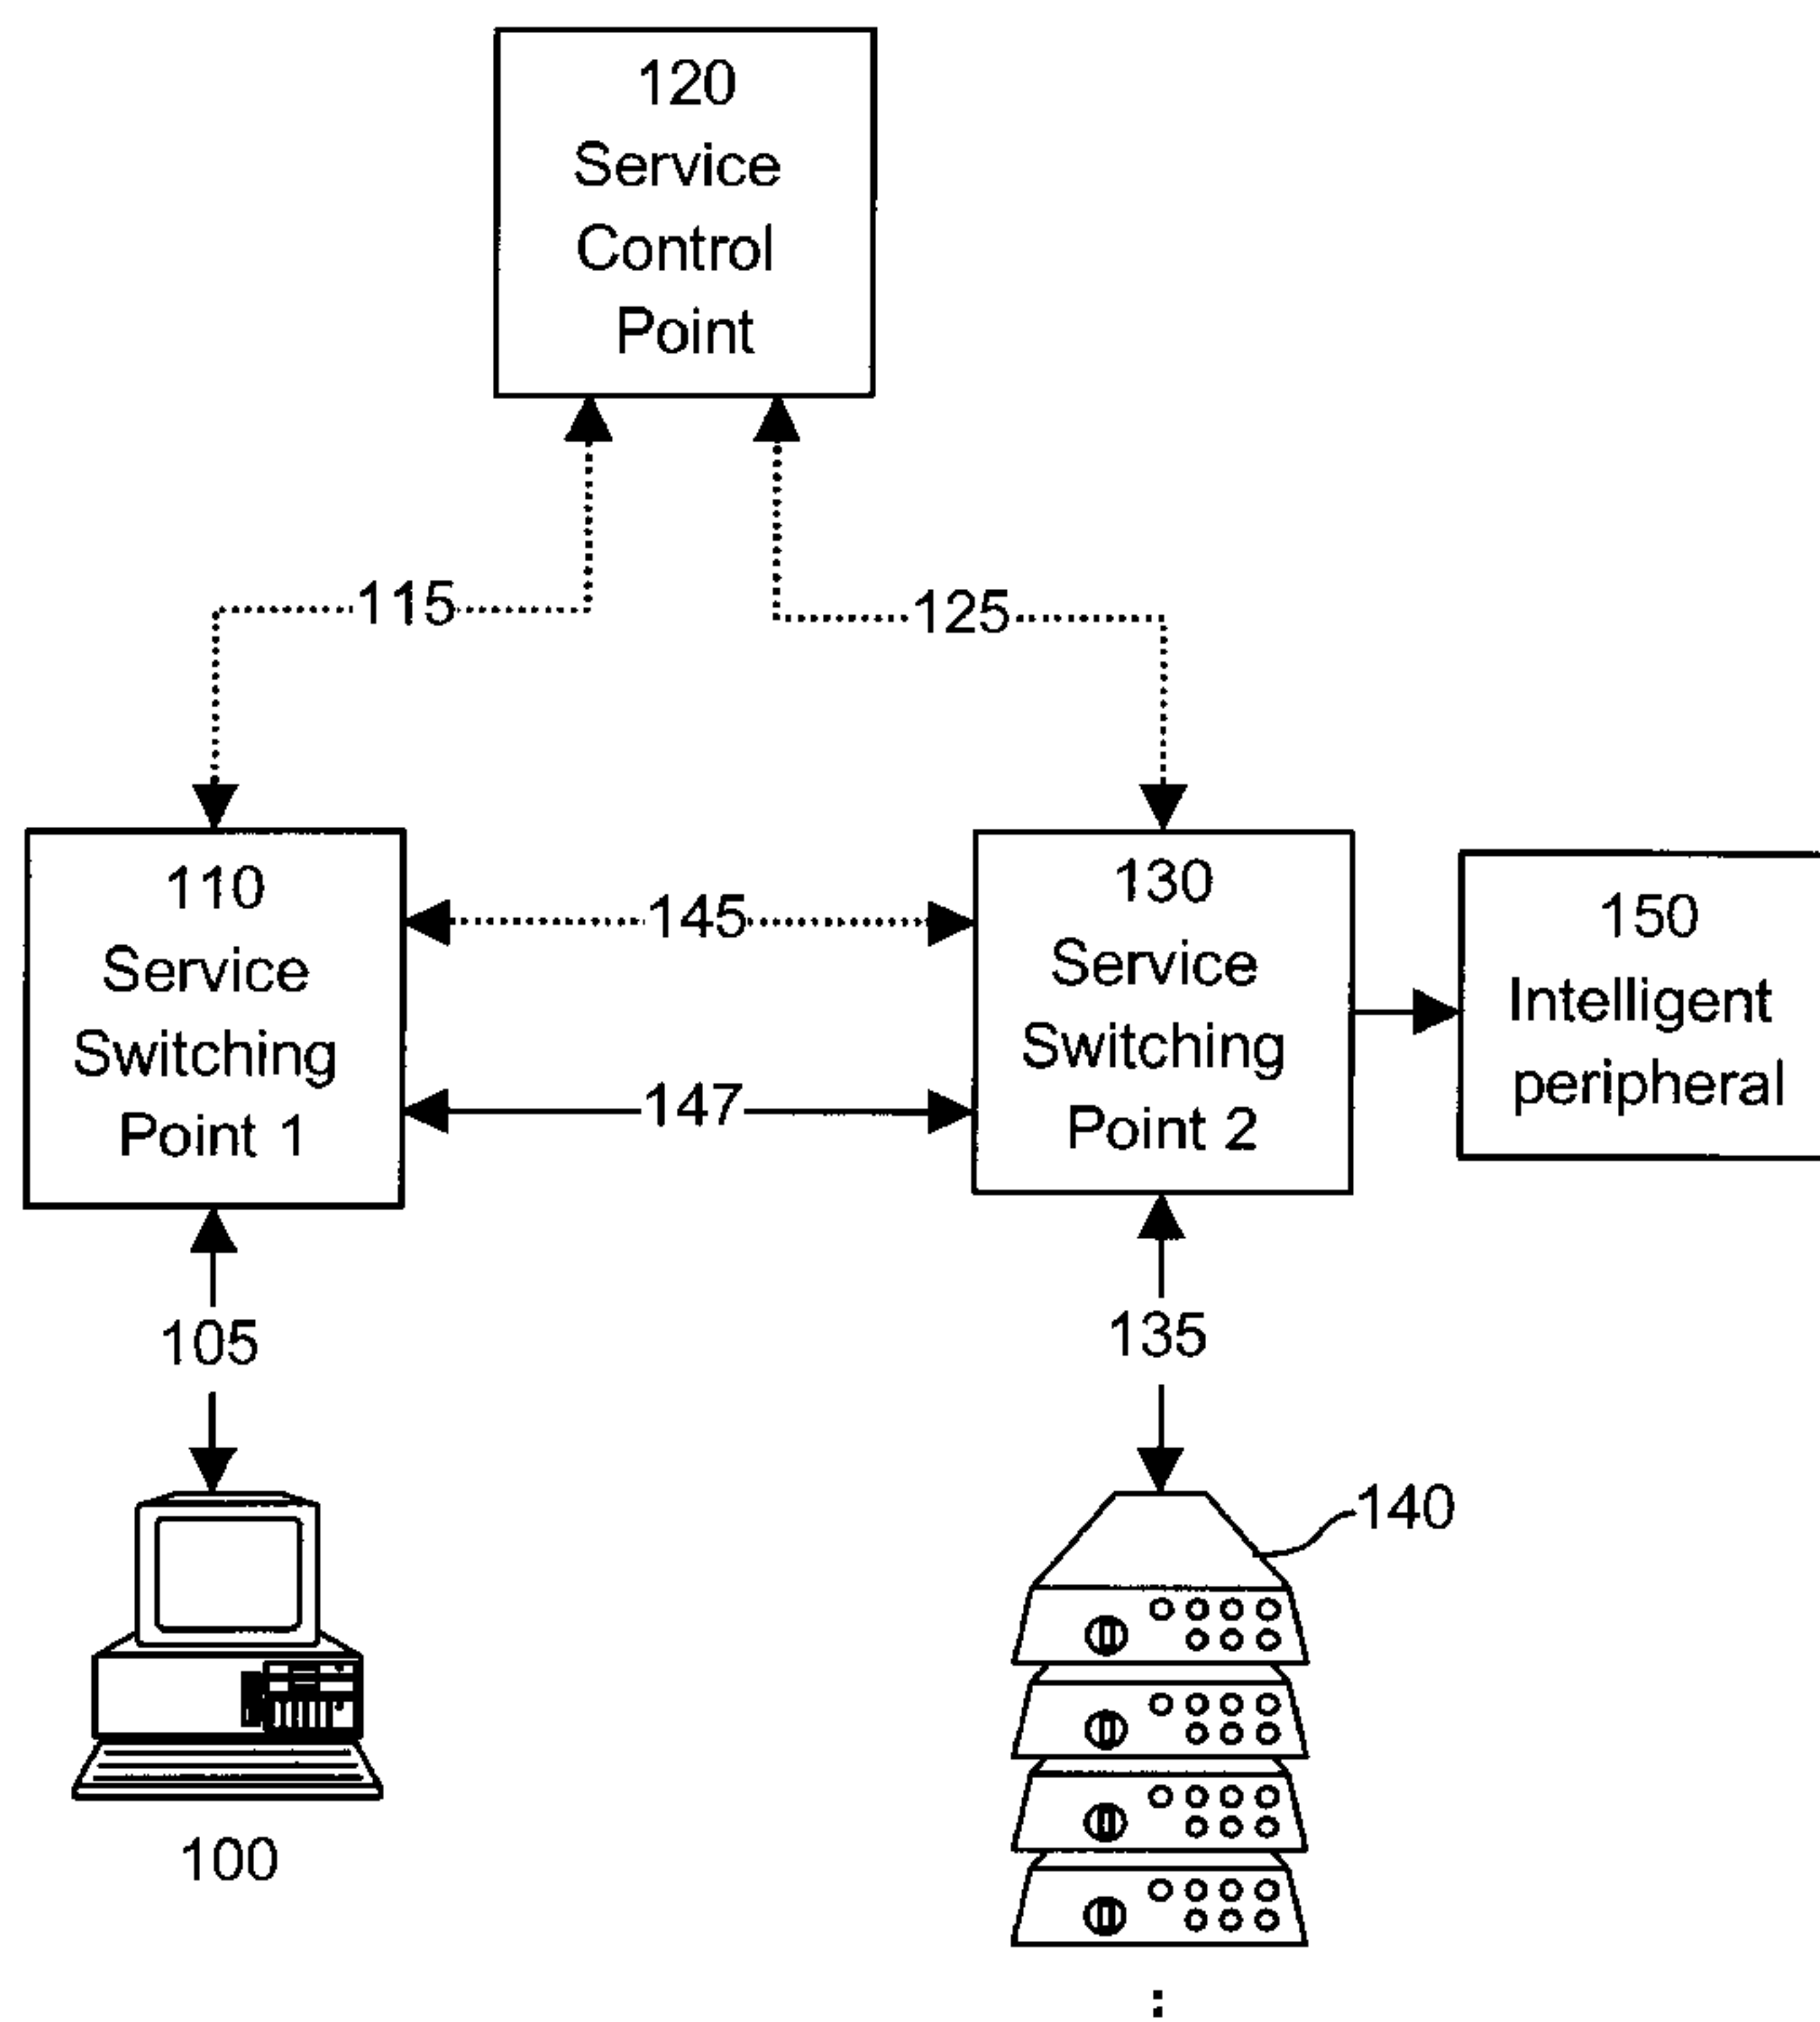 120
Service
Control
Point
115
125
110
Service
Switching
Point 1
145
147
130
Service
Switching
Point 2
150
Intelligent
peripheral
105
135
140
100